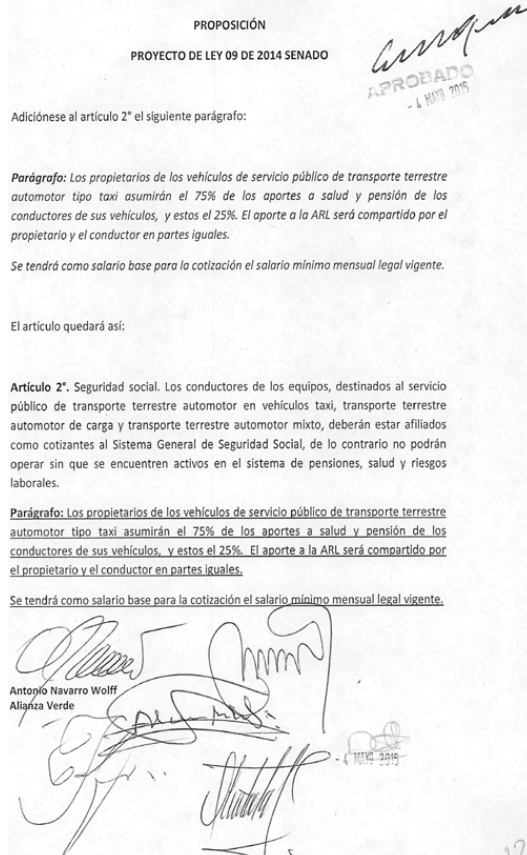 PROPOSICIÓN
PROYECTO DE LEY 09 DE 2014 SENADO
APROBADO
- 4 MAYO 2015
Adiciónese al artículo 2° el siguiente parágrafo:
Parágrafo: Los propietarios de los vehículos de servicio público de transporte terrestre
automotor tipo taxi asumirán el 75% de los aportes a salud y pensión de los
conductores de sus vehículos, y estos el 25%. El aporte a la ARL será compartido por el
propietario y el conductor en partes iguales.
Se tendrá como salario base para la cotización el salario mínimo mensual legal vigente.
El artículo quedará así:
Artículo 2°. Seguridad social. Los conductores de los equipos, destinados al servicio
público de transporte terrestre automotor en vehículos taxi, transporte terrestre
automotor de carga y transporte terrestre automotor mixto, deberán estar afiliados
como cotizantes al Sistema General de Seguridad Social, de lo contrario no podrán
operar sin que se encuentren activos en el sistema de pensiones, salud y riesgos
laborales.
Parágrafo: Los propietarios de los vehículos de servicio público de transporte terrestre
automotor tipo taxi asumirán el 75% de los aportes a salud y pensión de los
conductores de sus vehículos, y estos el 25%. El aporte a la ARL será compartido por
el propietario y el conductor en partes iguales.
Se tendrá como salario base para la cotización el salario mínimo mensual legal vigente.
Antonio Navarro Wolff
Alianza Verde
- 4 MAYO 2015